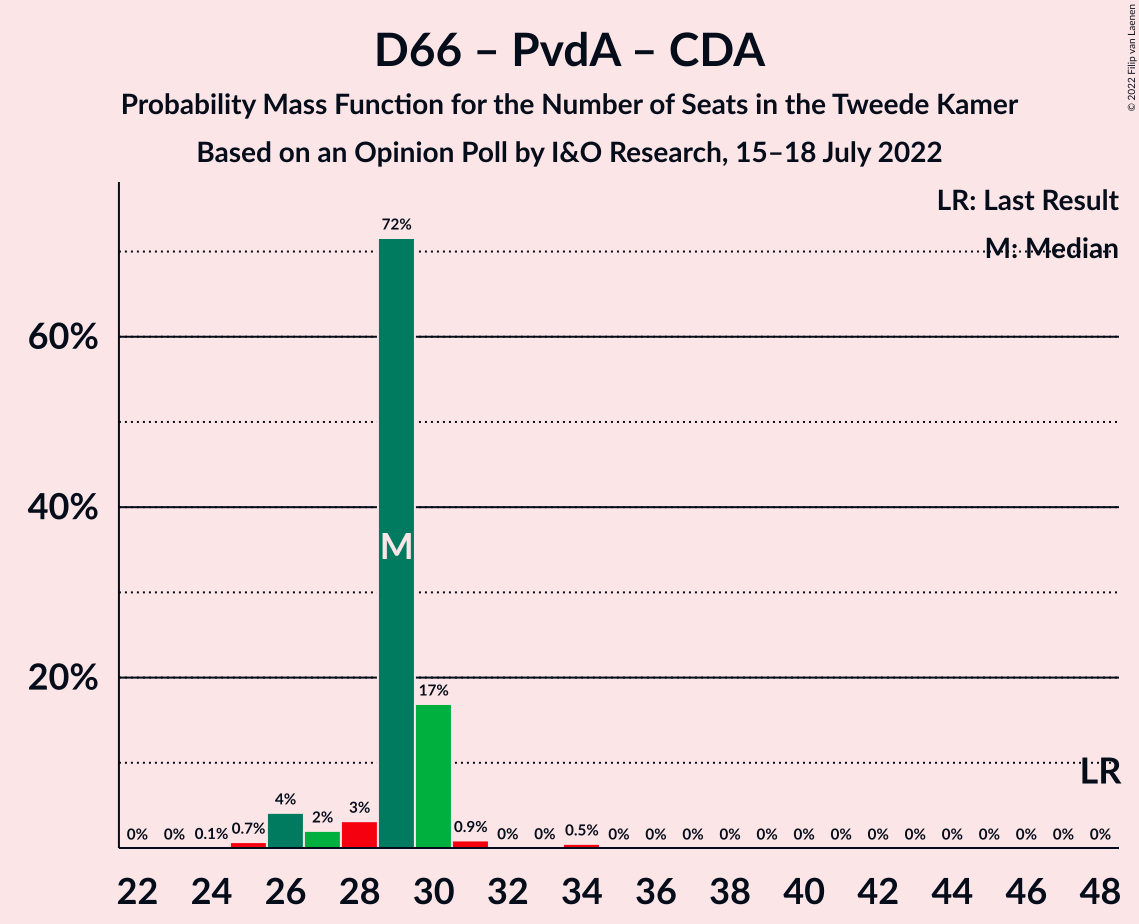 D66 – PvdA – CDA
Probability Mass Function for the Number of Seats in the Tweede Kamer
Based on an Opinion Poll by I&O Research, 15–18 July 2022
© 2022 Filip van Laenen
LR: Last Result
M: Median
60%
40%
20%
0% 0% 0.1% 0.7% 4% 2% 3% 72% 17% 0.9% 0% 0% 0.5% 0% 0% 0% 0% 0% 0% 0% 0% 0% 0% 0% 0% 0% 0%
M
LR
22 24 26 28 30 32 34 36 38 40 42 44 46 48